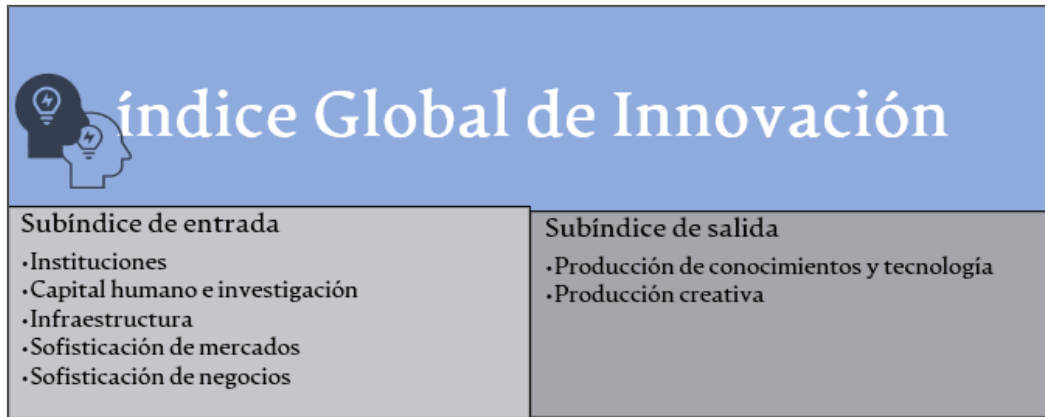 índice Global de Innovación
Subíndice de entrada
•Instituciones
•Capital humano e investigación
•Infraestructura
•Sofisticación de mercados
•Sofisticación de negocios
Subíndice de salida
•Producción de conocimientos y tecnología
•Producción creativa